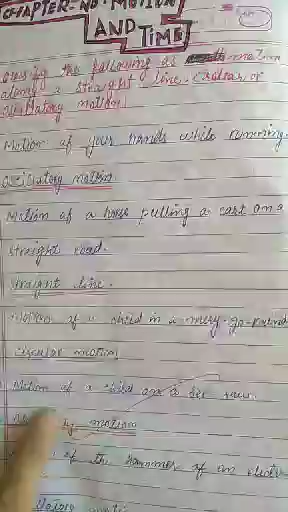 CHAPTER-NO- MOTION
AND TIME
the following as motion
along a straight line, circular or
oscillatory motion
Motion of your hands while running.
oscillatory motion.
Motion of a horse pulling a cart on a
straight road.
straight line.
Motion of a child in a merry-go-round
circular motion
Motion of a child on a see saw
motion
of the hammer of an electr